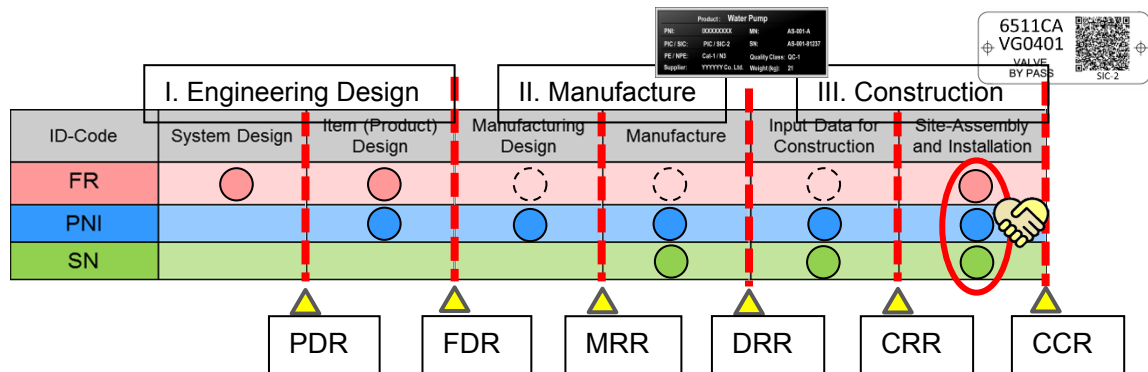 Product: Water Pump
PNI: IXXXXXXXX MN: AS-001-A
PIC / SIC: PIC / SIC-2 SN: AS-001-81237
PE / NPE: Cat-1 / N3 Quality Class: QC-1
Supplier: YYYYYY Co. Ltd. Weight (kg): 21
6511CA
VG0401
VALVE
BY PASS
SIC-2
I. Engineering Design
II. Manufacture
III. Construction
ID-Code
System Design
Item (Product)
Design
Manufacturing
Design
Manufacture
Input Data for
Construction
Site-Assembly
and Installation
FR
PNI
SN
PDR
FDR
MRR
DRR
CRR
CCR